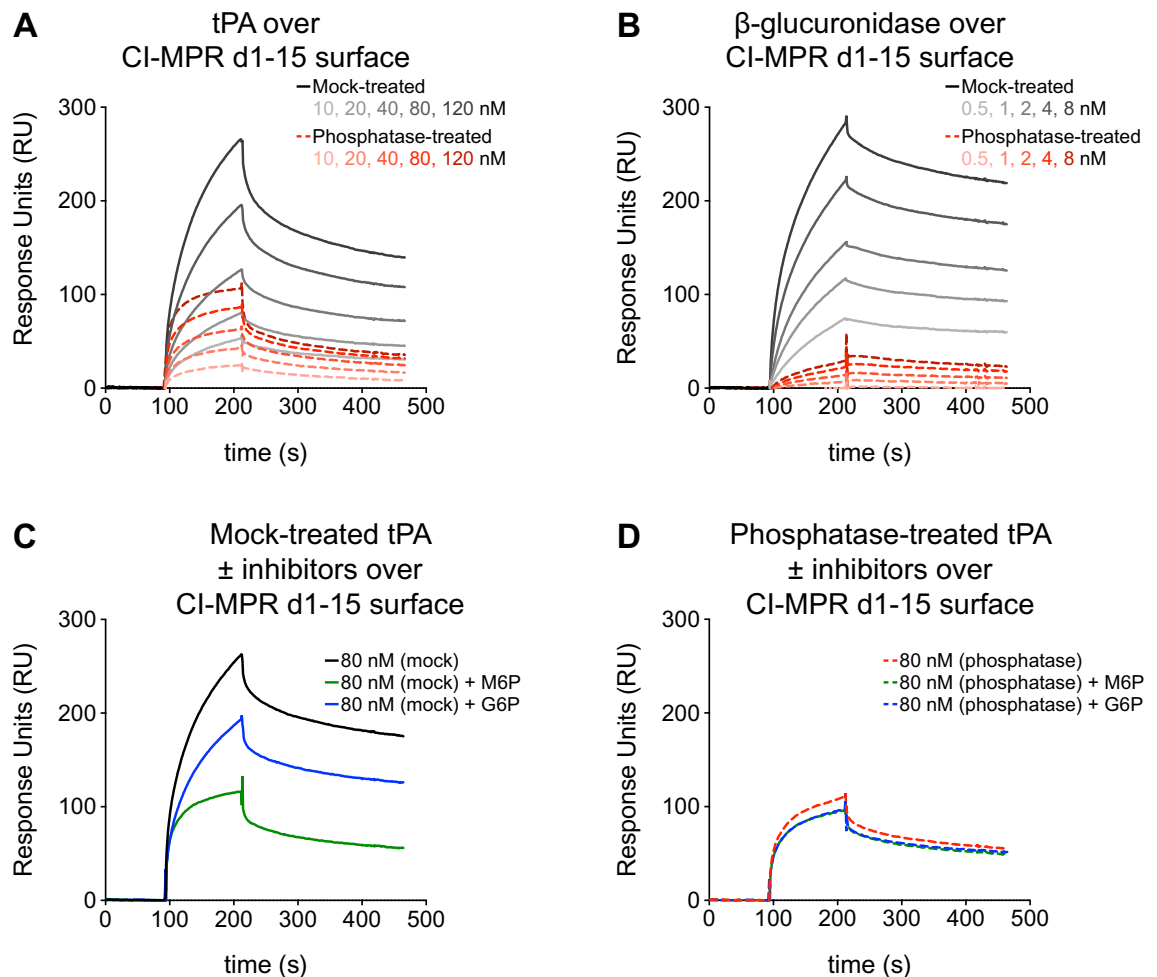 A
tPA over
CI-MPR d1-15 surface
Mock-treated
10, 20, 40, 80, 120 nM
Phosphatase-treated
10, 20, 40, 80, 120 nM
Response Units (RU)
300
200
100
0
0 100 200 300 400 500
time (s)
B
β-glucuronidase over
CI-MPR d1-15 surface
Mock-treated
0.5, 1, 2, 4, 8 nM
Phosphatase-treated
0.5, 1, 2, 4, 8 nM
Response Units (RU)
300
200
100
0
0 100 200 300 400 500
time (s)
C
Mock-treated tPA
± inhibitors over
CI-MPR d1-15 surface
80 nM (mock)
80 nM (mock) + M6P
80 nM (mock) + G6P
Response Units (RU)
300
200
100
0
0 100 200 300 400 500
time (s)
D
Phosphatase-treated tPA
± inhibitors over
CI-MPR d1-15 surface
80 nM (phosphatase)
80 nM (phosphatase) + M6P
80 nM (phosphatase) + G6P
Response Units (RU)
300
200
100
0
0 100 200 300 400 500
time (s)